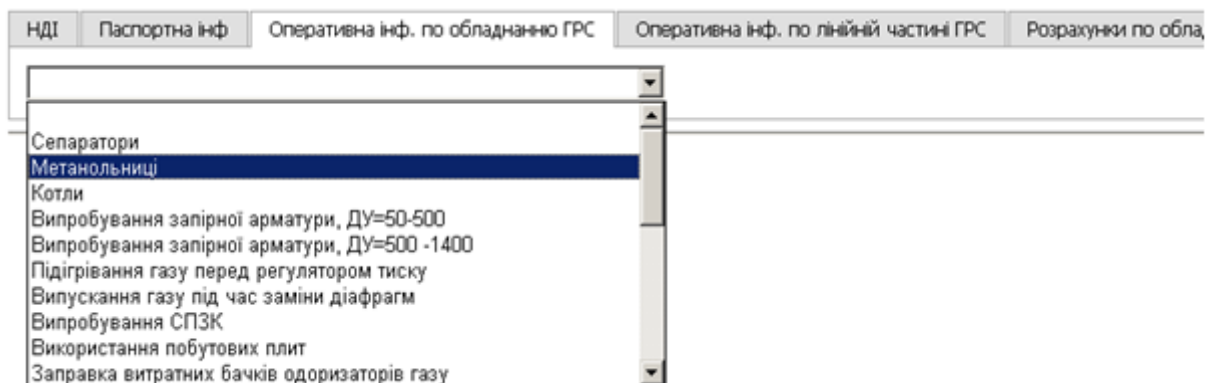 НДІ Паспортна інф Оперативна інф. по обладнанню ГРС Оперативна інф. по лінійній частині ГРС Розрахунки по обла
Сепаратори
Метанольниці
Котли
Випробування запірної арматури, ДУ=50-500
Випробування запірної арматури, ДУ=500 -1400
Підігрівання газу перед регулятором тиску
Випускання газу під час заміни діафрагм
Випробування СПЗК
Використання побутових плит
Заправка витратних бачків одоризаторів газу